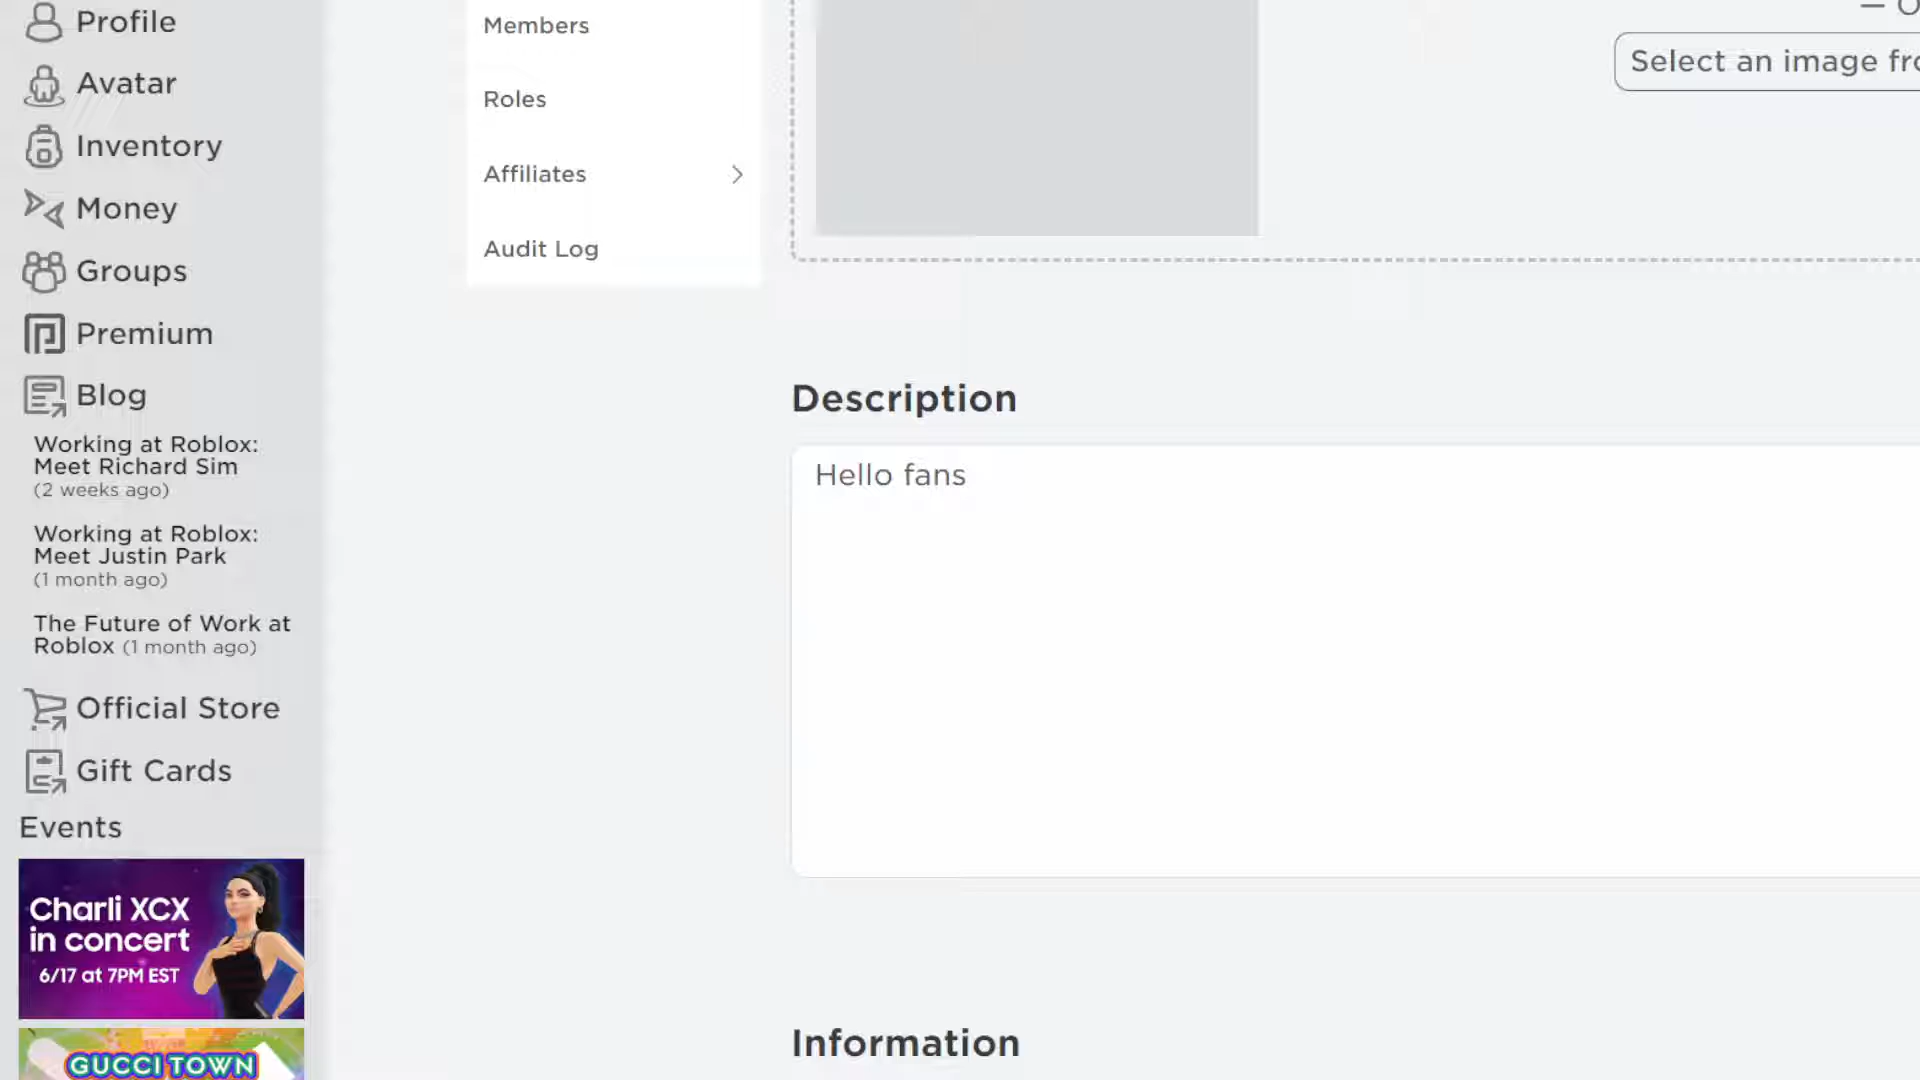 Profile
Avatar
Inventory
Money
Groups
Premium
Blog
Working at Roblox:
Meet Richard Sim
(2 weeks ago)
Working at Roblox:
Meet Justin Park
(1 month ago)
The Future of Work at
Roblox (1 month ago)
Official Store
Gift Cards
Events
Charli XCX
in concert
6/17 at 7PM EST
GUCCI TOWN
Members
Roles
Affiliates
Audit Log
Select an image
Description
Hello fans
Information